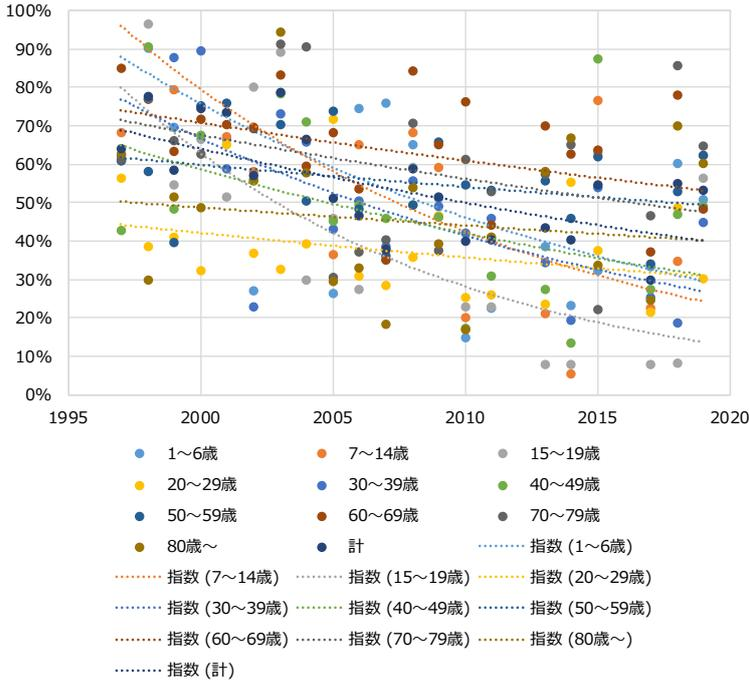 100%
90%
80%
70%
60%
50%
40%
30%
20%
10%
0%
1995 2000 2005 2010 2015 2020
1～6歳 7～14歳 15～19歳
20～29歳 30～39歳 40～49歳
50～59歳 60～69歳 70～79歳
80歳～ 計 指数 (1～6歳)
指数 (7～14歳) 指数 (15～19歳) 指数 (20～29歳)
指数 (30～39歳) 指数 (40～49歳) 指数 (50～59歳)
指数 (60～69歳) 指数 (70～79歳) 指数 (80歳～)
指数 (計)